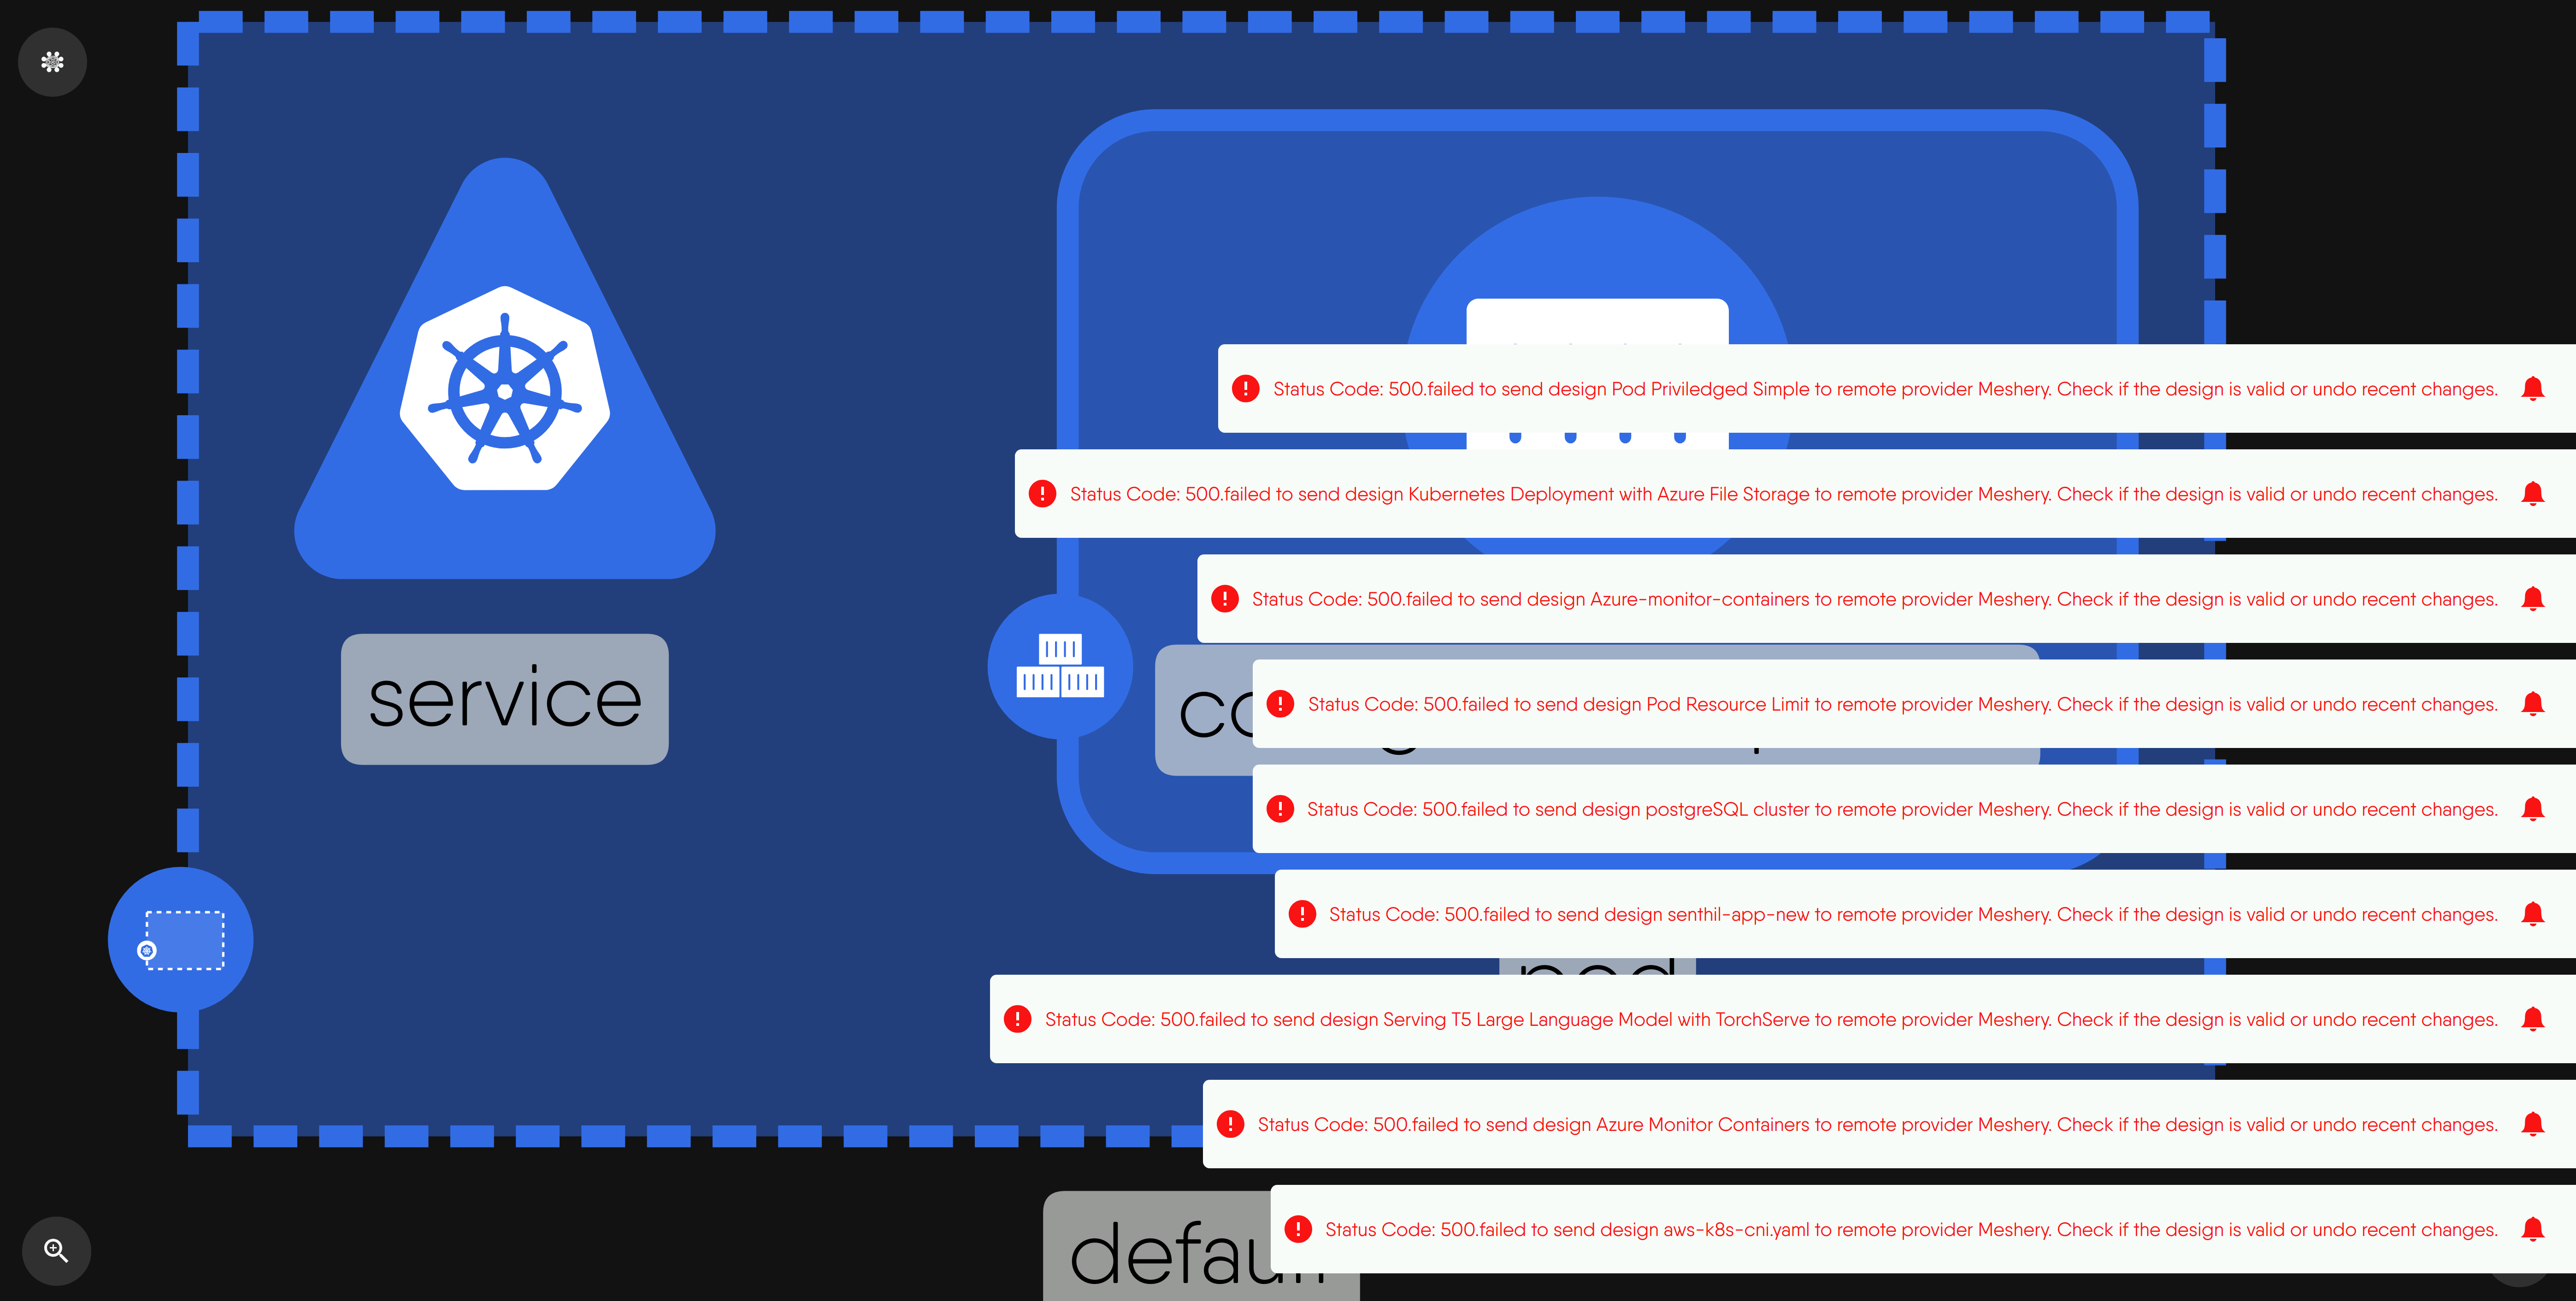 Status Code: 500.failed to send design Pod Priviledged Simple to remote provider Meshery. Check if the design is valid or undo recent changes.
Status Code: 500.failed to send design Kubernetes Deployment with Azure File Storage to remote provider Meshery. Check if the design is valid or undo recent changes.
Status Code: 500.failed to send design Azure-monitor-containers to remote provider Meshery. Check if the design is valid or undo recent changes.
service
Status Code: 500.failed to send design Pod Resource Limit to remote provider Meshery. Check if the design is valid or undo recent changes.
Status Code: 500.failed to send design postgreSQL cluster to remote provider Meshery. Check if the design is valid or undo recent changes.
Status Code: 500.failed to send design senthil-app-new to remote provider Meshery. Check if the design is valid or undo recent changes.
pod
Status Code: 500.failed to send design Serving T5 Large Language Model with TorchServe to remote provider Meshery. Check if the design is valid or undo recent changes.
Status Code: 500.failed to send design Azure Monitor Containers to remote provider Meshery. Check if the design is valid or undo recent changes.
Status Code: 500.failed to send design aws-k8s-cni.yaml to remote provider Meshery. Check if the design is valid or undo recent changes.
default